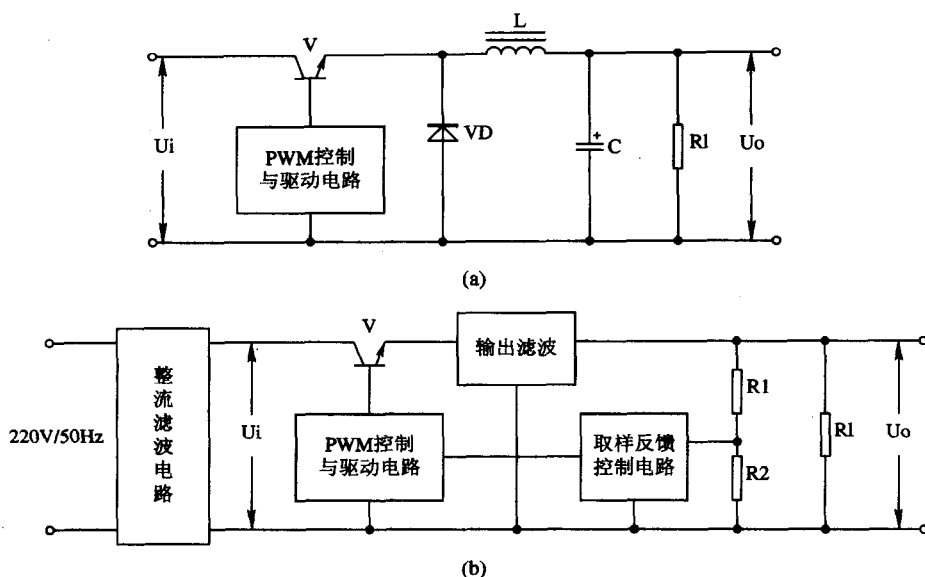 V
L
Ui
PWM控制
与驱动电路
VD
+
C
Rl
Uo
(a)
220V/50Hz
整流滤波电路
Ui
V
输出滤波
PWM控制
与驱动电路
取样反馈
控制电路
R1
R2
Rl
Uo
(b)